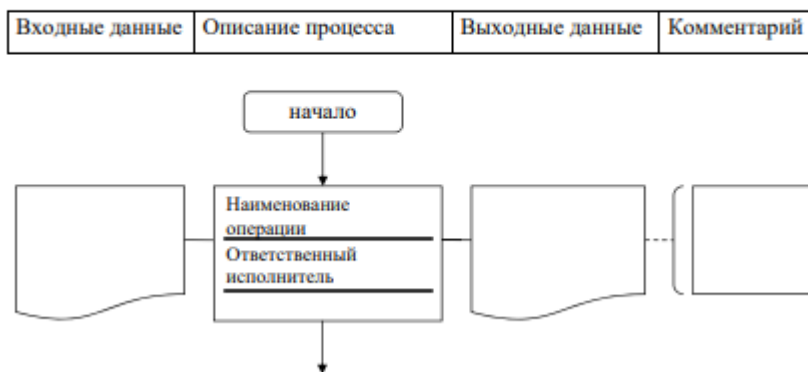 Входные данные Описание процесса Выходные данные Комментарий
начало
Наименование
операции
Ответственный
исполнитель